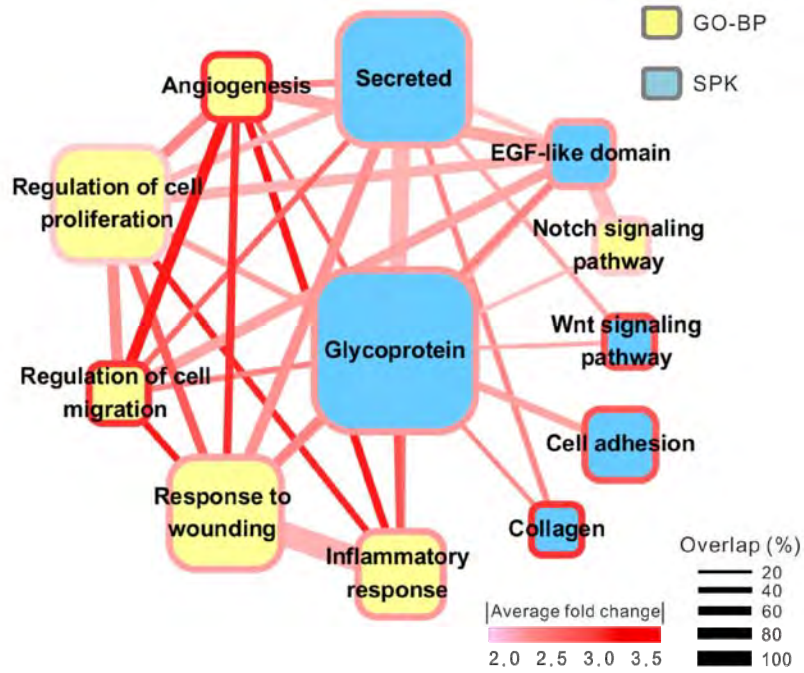 GO-BP
SPK
Secreted
Angiogenesis
EGF-like domain
Regulation of cell
proliferation
Notch signaling
pathway
Wnt signaling
pathway
Glycoprotein
Regulation of cell
migration
Cell adhesion
Response to
wounding
Collagen
Inflammatory
response
Overlap (%)
20
40
60
80
100
|Average fold change|
2.0 2.5 3.0 3.5